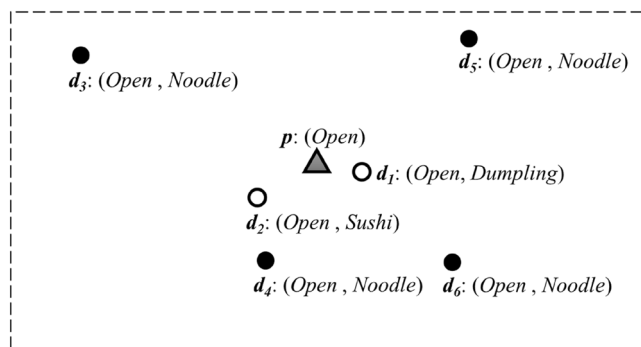 d3: (Open , Noodle)
d5: (Open , Noodle)
p: (Open)
d1: (Open, Dumpling)
d2: (Open , Sushi)
d4: (Open , Noodle)
d6: (Open , Noodle)